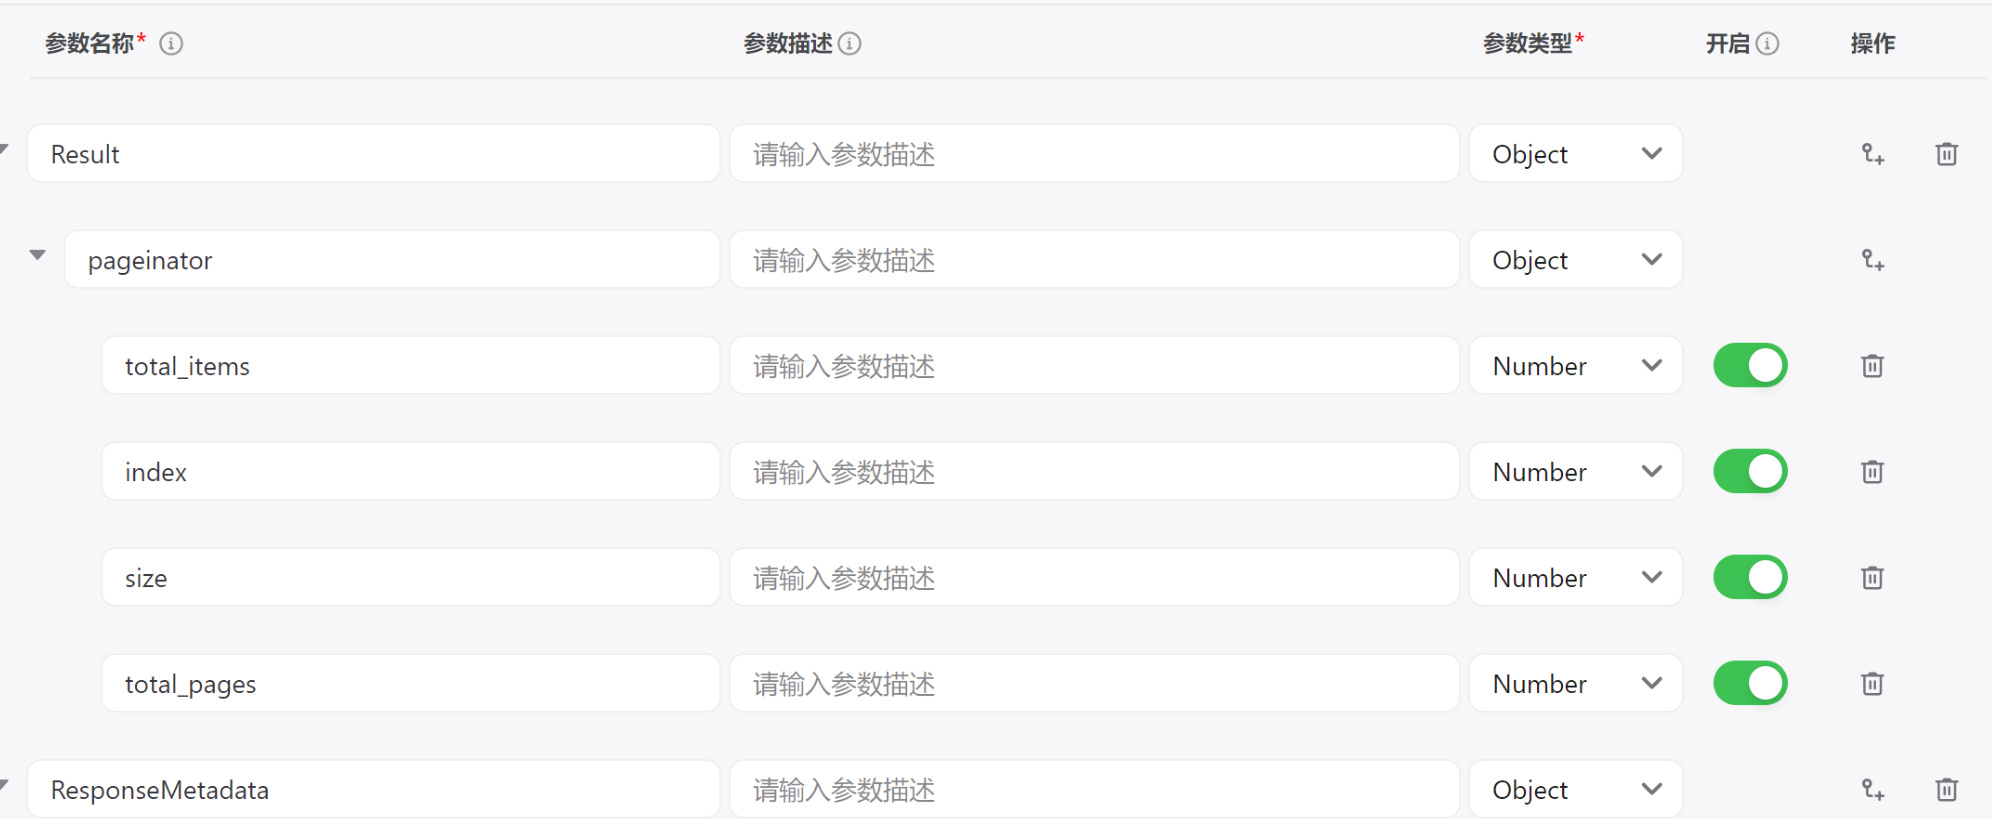 参数名称* 参数描述 参数类型* 开启 操作
Result 请输入参数描述 Object
pageinator 请输入参数描述 Object
total_items 请输入参数描述 Number
index 请输入参数描述 Number
size 请输入参数描述 Number
total_pages 请输入参数描述 Number
ResponseMetadata 请输入参数描述 Object